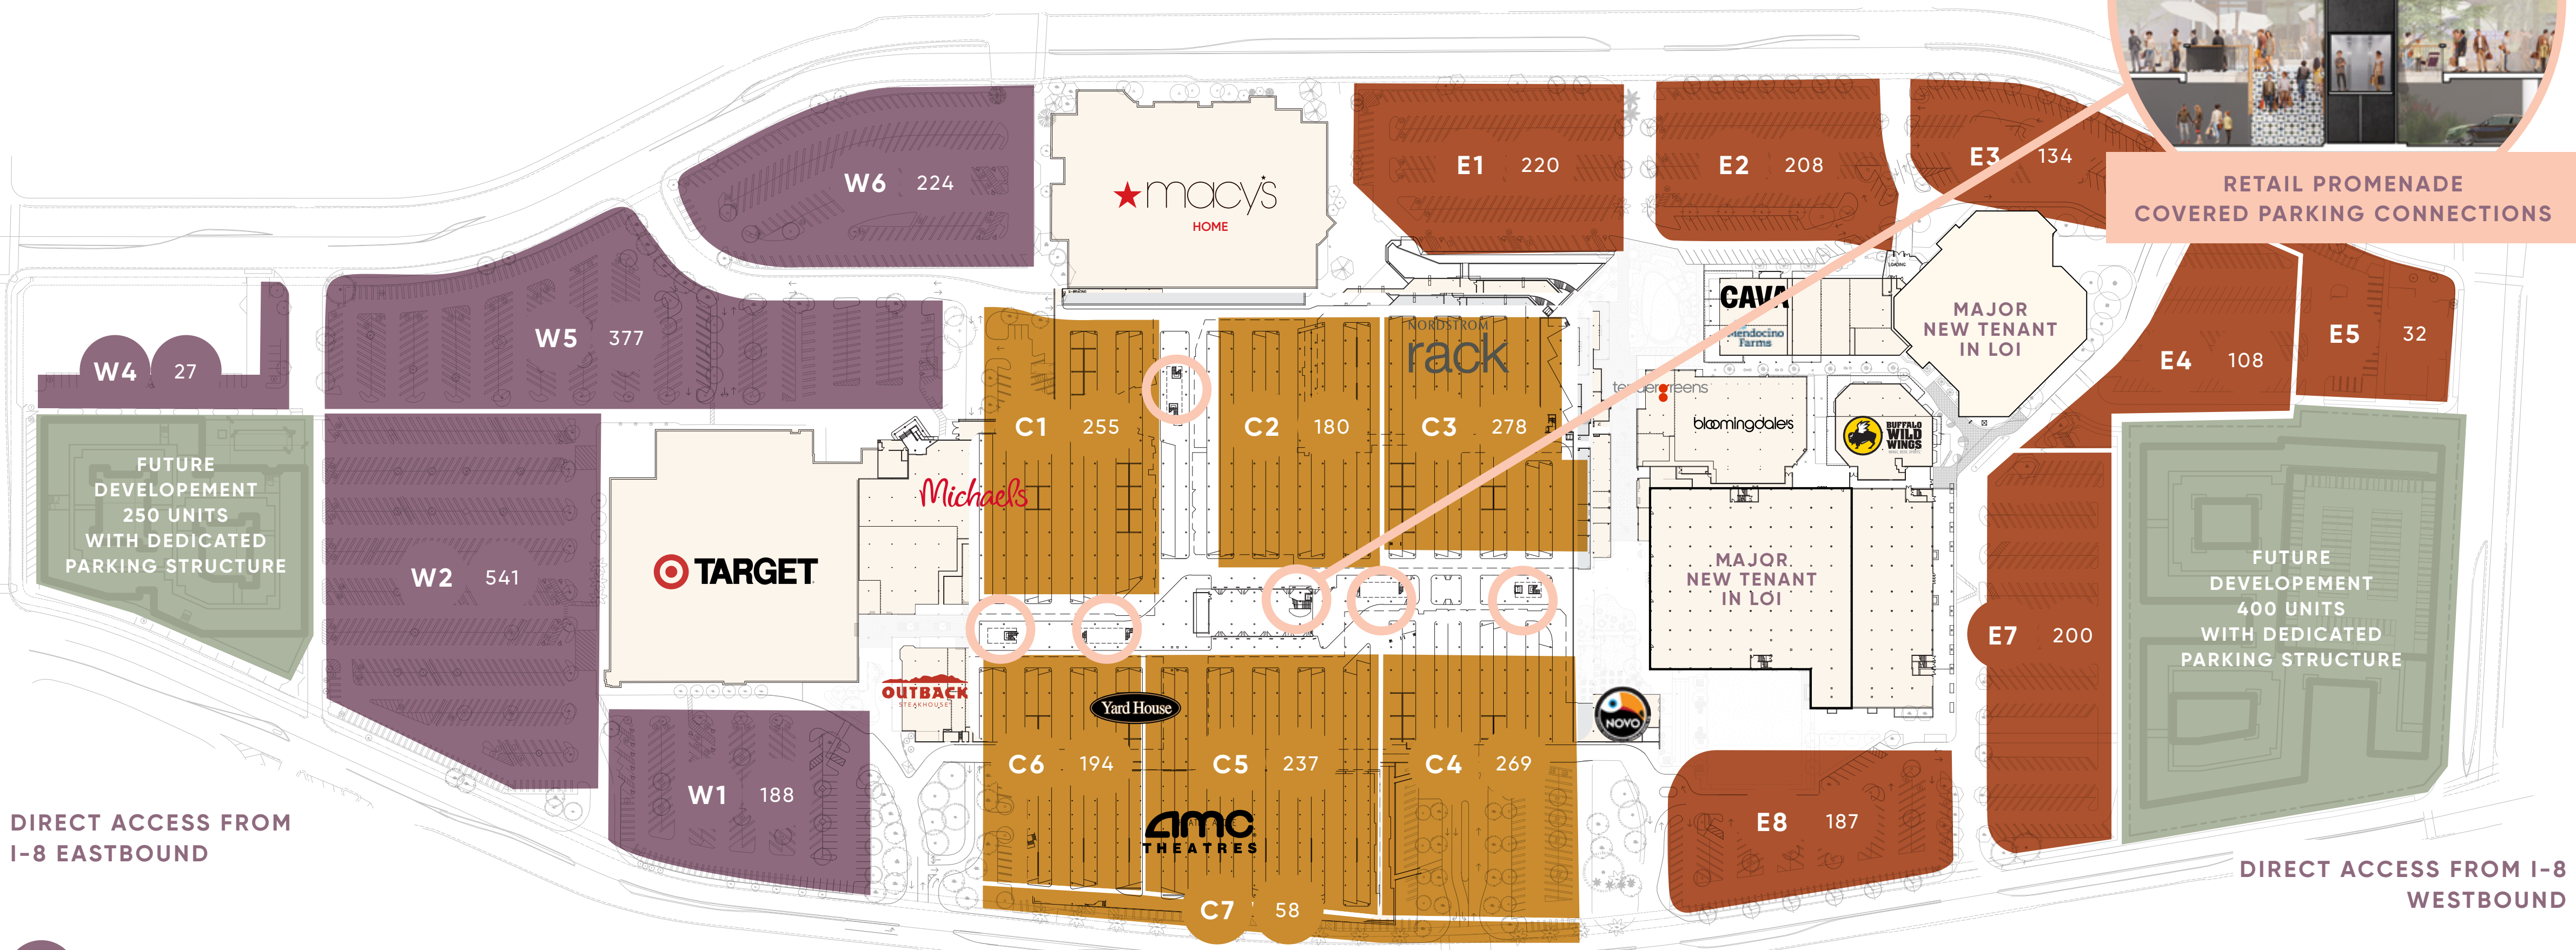 W6 224
macy's
HOME
E1 220
E2 208
E3 134
RETAIL PROMENADE
COVERED PARKING CONNECTIONS
W5 377
W4 27
NORDSTROM
rack
LOADING
CAVA
Mendocino
Farms
MAJOR
NEW TENANT
IN LOI
E4 108
E5 32
C1 255
C2 180
C3 278
tendergreens
bloomingdale's
BUFFALO
WILD
WINGS
FUTURE
DEVELOPEMENT
250 UNITS
WITH DEDICATED
PARKING STRUCTURE
W2 541
Michaels
TARGET
MAJOR
NEW TENANT
IN LOI
FUTURE
DEVELOPEMENT
400 UNITS
WITH DEDICATED
PARKING STRUCTURE
E7 200
OUTBACK
STEAKHOUSE
Yard House
NOVO
C6 194
C5 237
C4 269
W1 188
AMC
THEATRES
E8 187
C7 58
DIRECT ACCESS FROM
I-8 EASTBOUND
DIRECT ACCESS FROM I-8
WESTBOUND